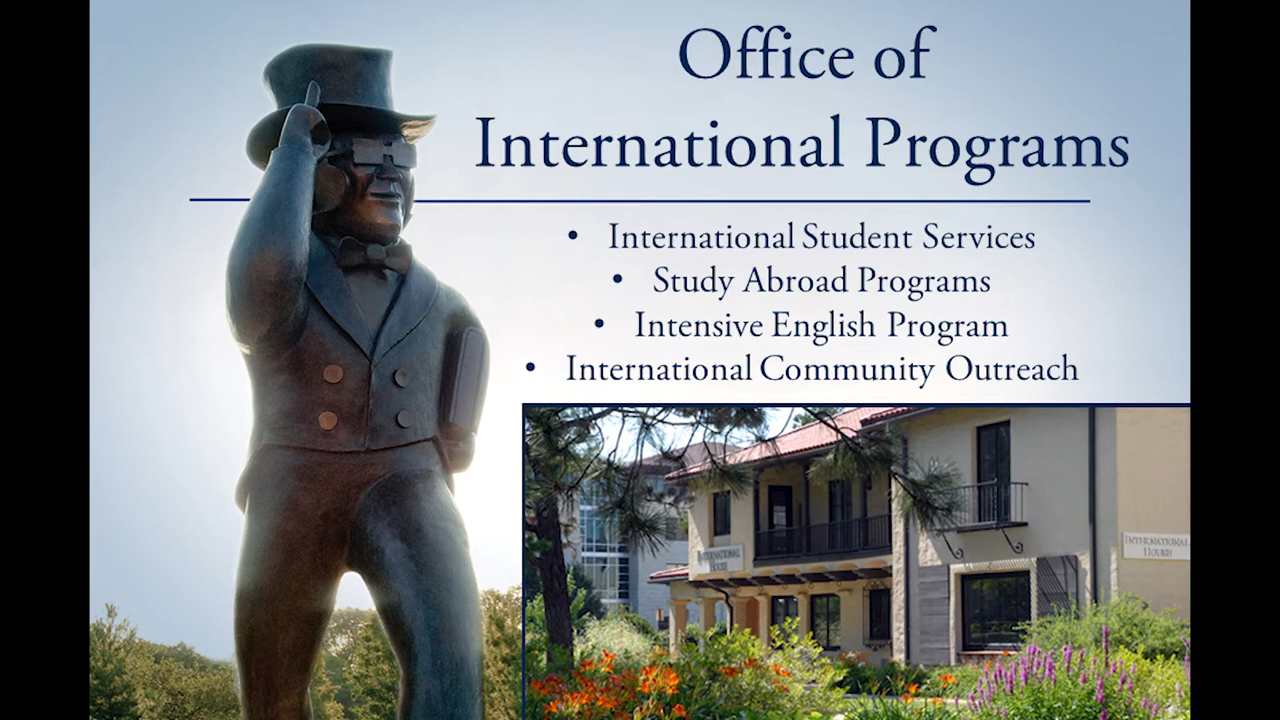 Office of
International Programs
• International Student Services
• Study Abroad Programs
• Intensive English Program
• International Community Outreach
INTERNATIONAL
HOUSE
INTERNATIONAL
HOUSE